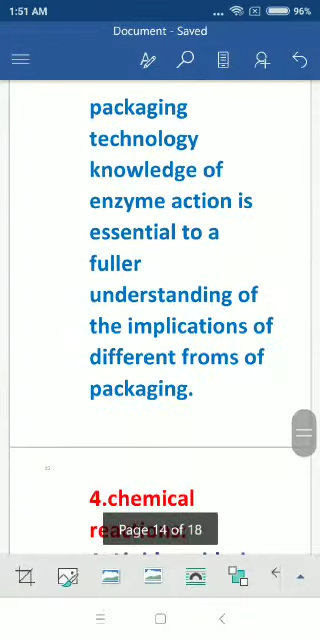 1:51 AM
96%
Document - Saved
packaging
technology
knowledge of
enzyme action is
essential to a
fuller
understanding of
the implications of
different froms of
packaging.
4.chemical
reactions.
Page 14 of 18